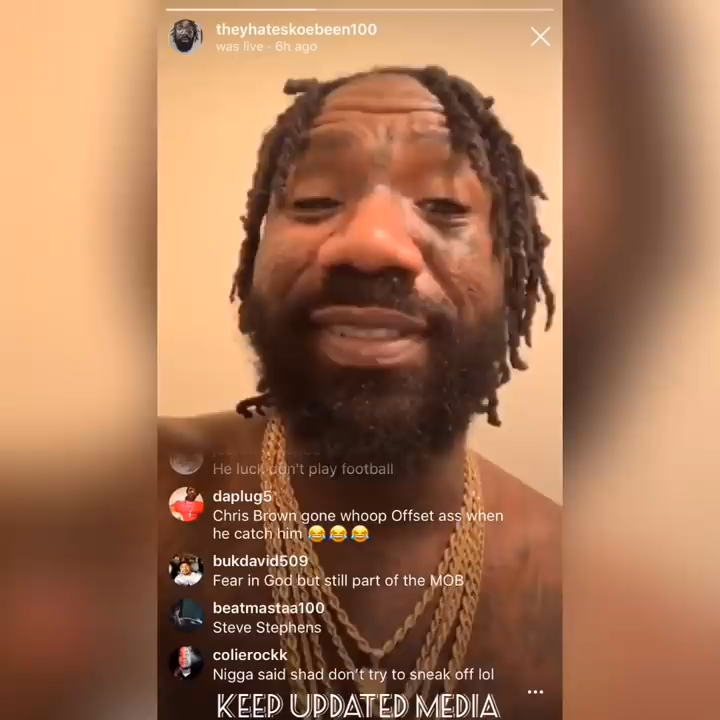 theyhateskoebeen100
was live · 6h ago
He luck don't play football
daplug5
Chris Brown gone whoop Offset ass when
he catch him 😂😂😂
bukdavid509
Fear in God but still part of the MOB
beatmastaa100
Steve Stephens
colierockk
Nigga said shad don't try to sneak off lol
KEEP UPDATED MEDIA